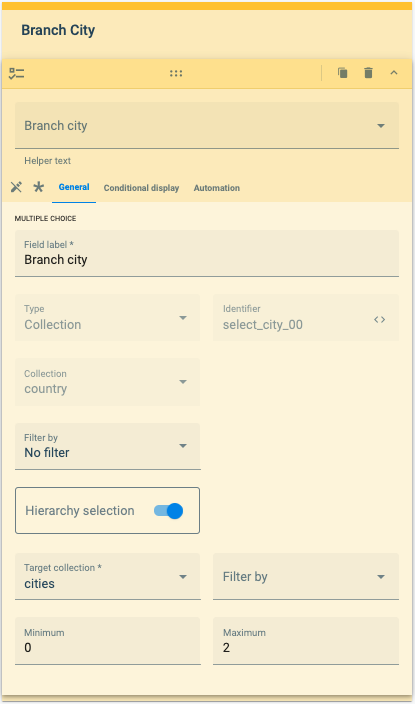 Branch City
Branch city
Helper text
General Conditional display Automation
MULTIPLE CHOICE
Field label *
Branch city
Type
Collection
Identifier
select_city_00
Collection
country
Filter by
No filter
Hierarchy selection
Target collection *
cities
Filter by
Minimum
0
Maximum
2